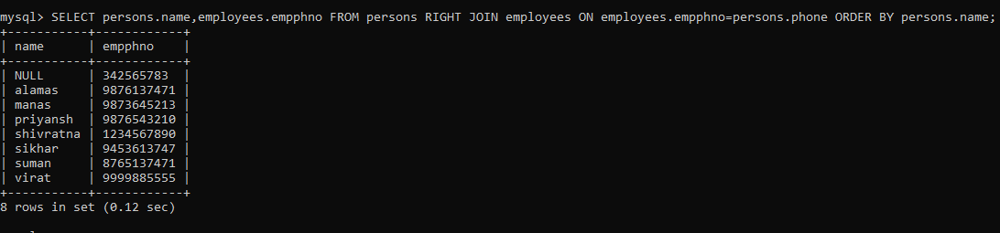 mysql> SELECT persons.name,employees.empphno FROM persons RIGHT JOIN employees ON employees.empphno=persons.phone ORDER BY persons.name;
+-----------+------------+
| name      | empphno    |
+-----------+------------+
| NULL      | 342565783  |
| alamas    | 9876137471 |
| manas     | 9873645213 |
| priyansh  | 9876543210 |
| shivratna | 1234567890 |
| sikhar    | 9453613747 |
| suman     | 8765137471 |
| virat     | 9999885555 |
+-----------+------------+
8 rows in set (0.12 sec)